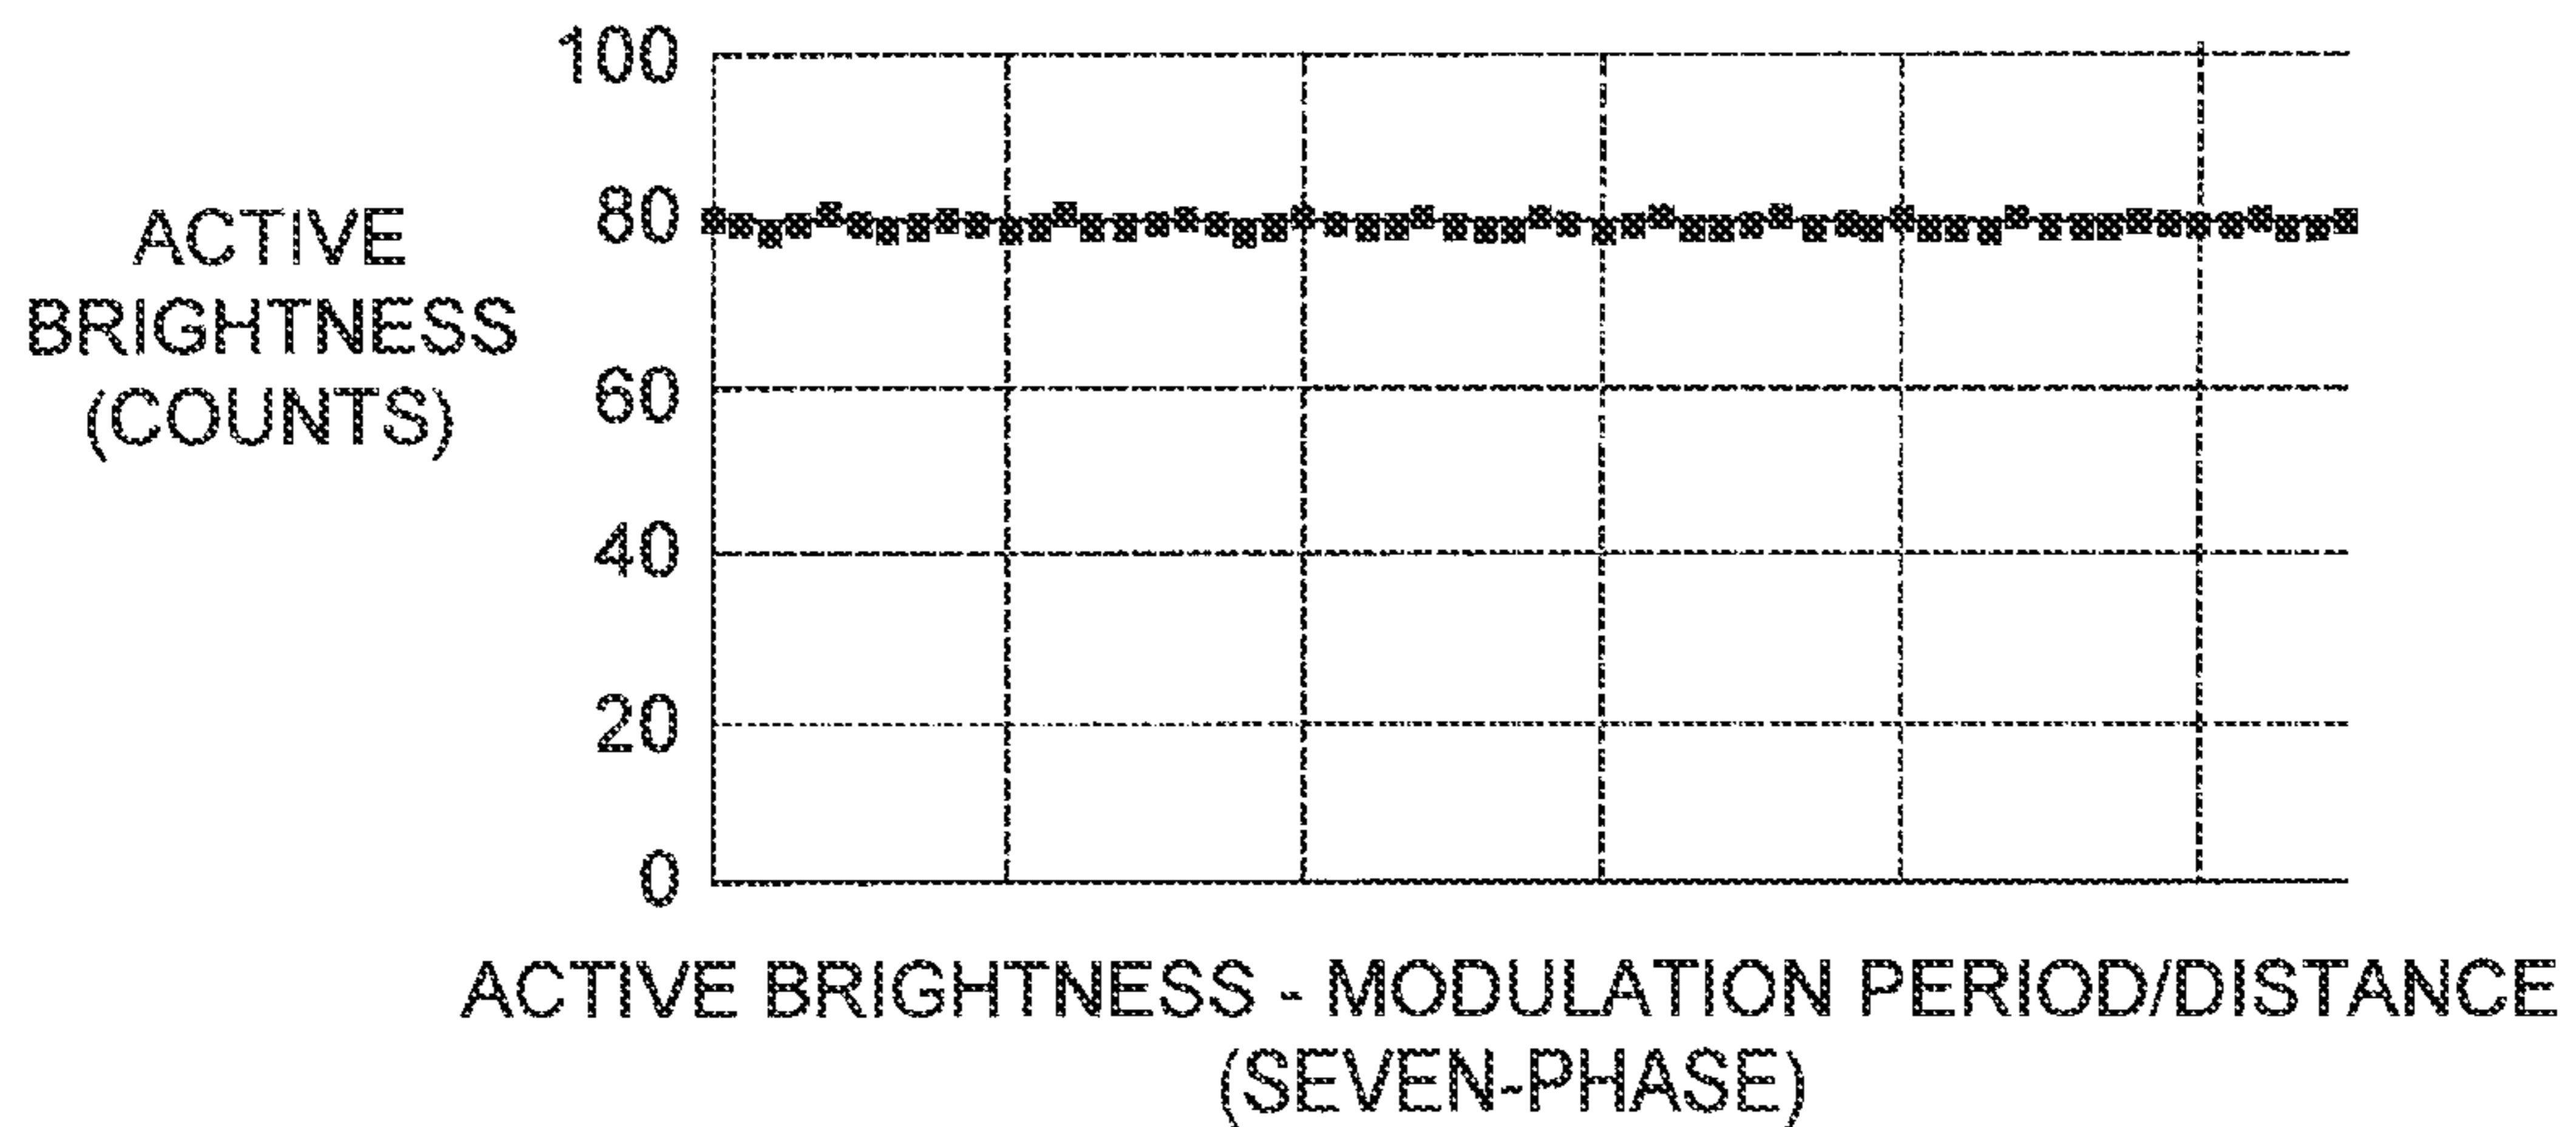 100
80
60
40
20
0
ACTIVE
BRIGHTNESS
(COUNTS)
ACTIVE BRIGHTNESS - MODULATION PERIOD/DISTANCE
(SEVEN-PHASE)